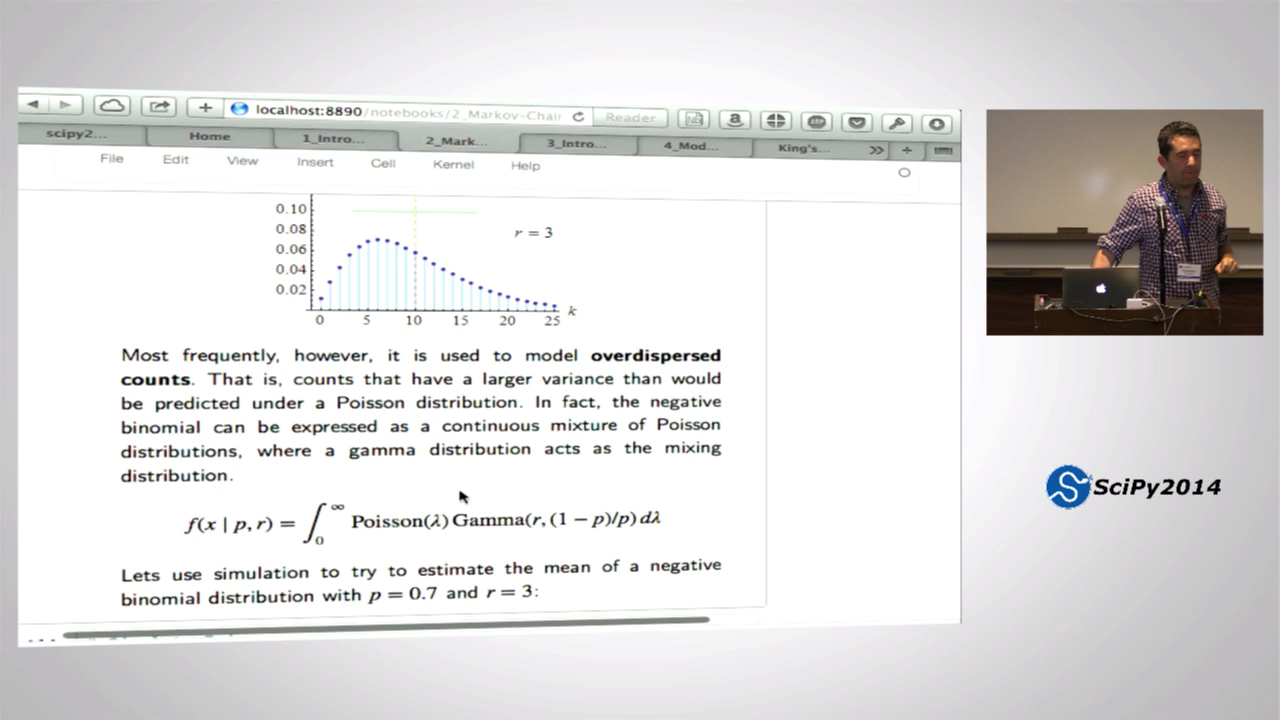 localhost:8890/notebooks/2_Markov-Chai
Reader
scipy2... Home 1_Intro... 2_Mark... 3_Intro... 4_Mod... King's... >> +
File Edit View Insert Cell Kernel Help
0.10
0.08
0.06
0.04
0.02
r = 3
0 5 10 15 20 25 k
Most frequently, however, it is used to model overdispersed
counts. That is, counts that have a larger variance than would
be predicted under a Poisson distribution. In fact, the negative
binomial can be expressed as a continuous mixture of Poisson
distributions, where a gamma distribution acts as the mixing
distribution.
f(x | p, r) = ∫₀^∞ Poisson(λ) Gamma(r, (1 − p)/p) dλ
Lets use simulation to try to estimate the mean of a negative
binomial distribution with p = 0.7 and r = 3:
SciPy2014